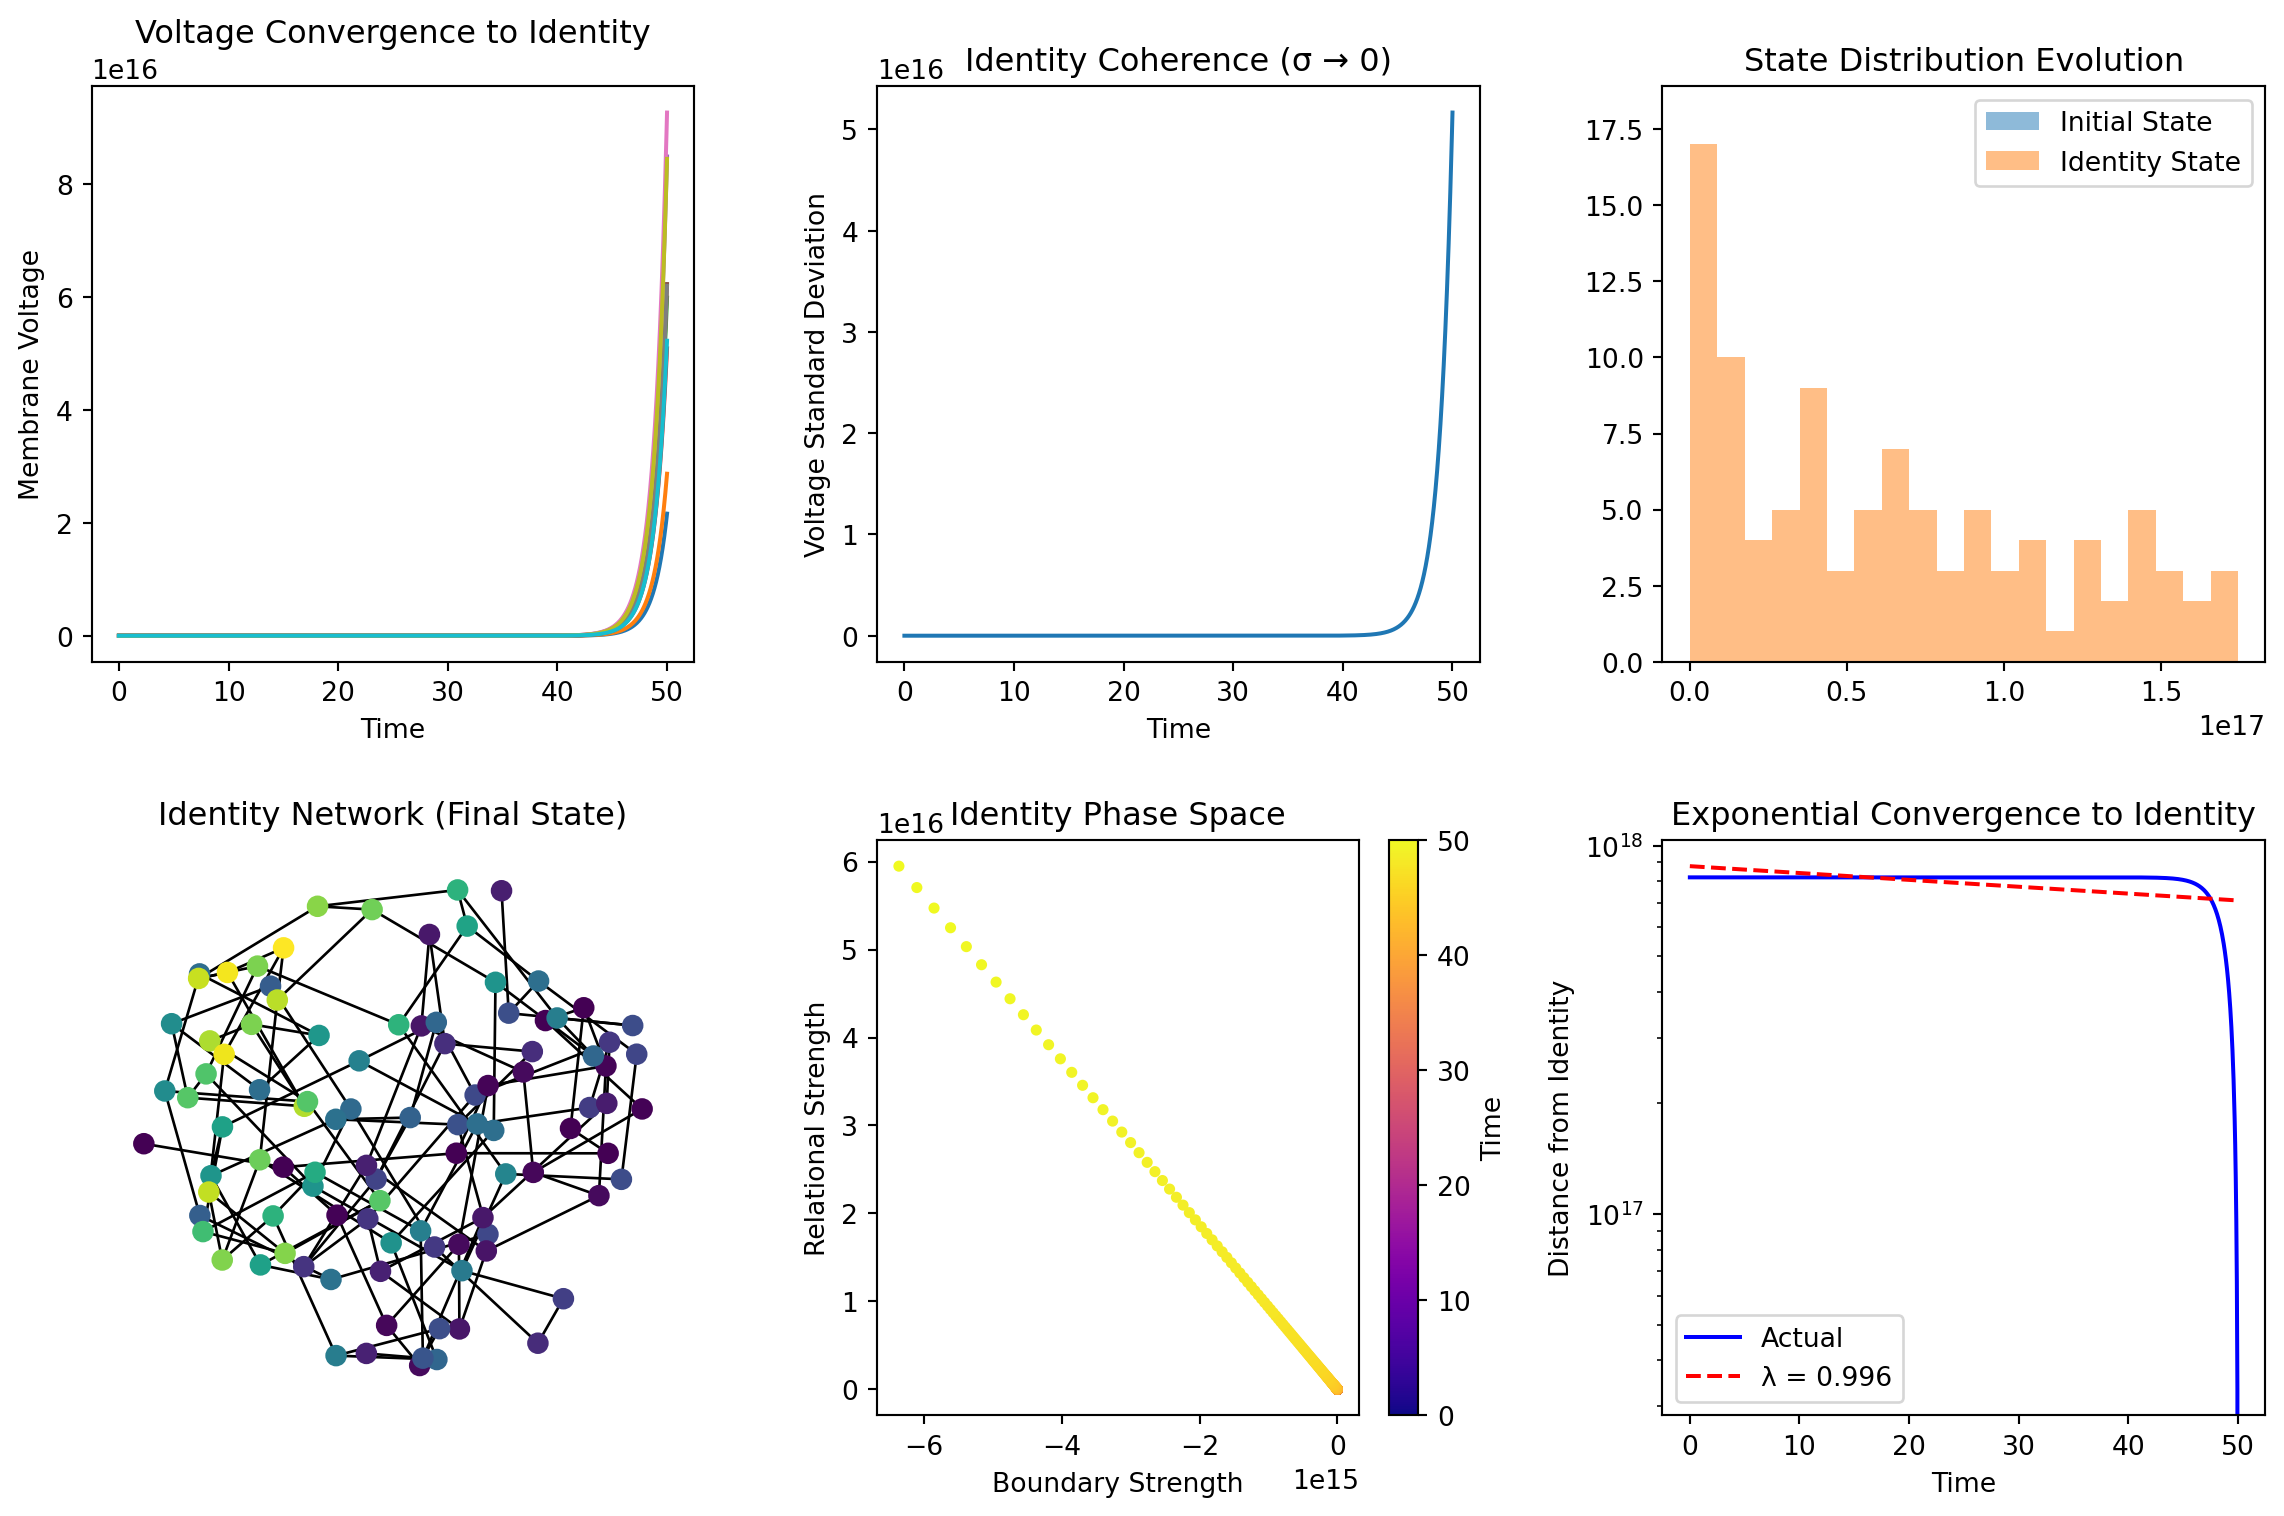 Voltage Convergence to Identity
1e16
8
6
4
2
0
Membrane Voltage
0 10 20 30 40 50
Time
Identity Coherence (σ → 0)
1e16
5
4
3
2
1
0
Voltage Standard Deviation
0 10 20 30 40 50
Time
State Distribution Evolution
Initial State
Identity State
17.5
15.0
12.5
10.0
7.5
5.0
2.5
0.0
0.0 0.5 1.0 1.5
1e17
Identity Network (Final State)
Identity Phase Space
1e16
6
5
4
3
2
1
0
Relational Strength
−6 −4 −2 0
1e15
Boundary Strength
50
40
30
20
10
0
Time
Exponential Convergence to Identity
10¹⁸
10¹⁷
Distance from Identity
Actual
λ = 0.996
0 10 20 30 40 50
Time